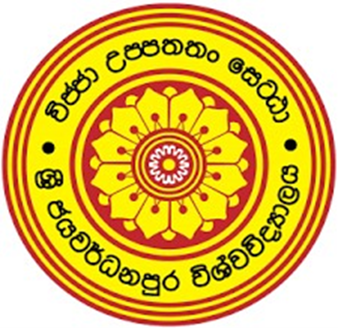 විජ්ජා උප්පතතං සෙට්ඨා
ශ්‍රී ජයවර්ධනපුර විශ්වවිද්‍යාලය